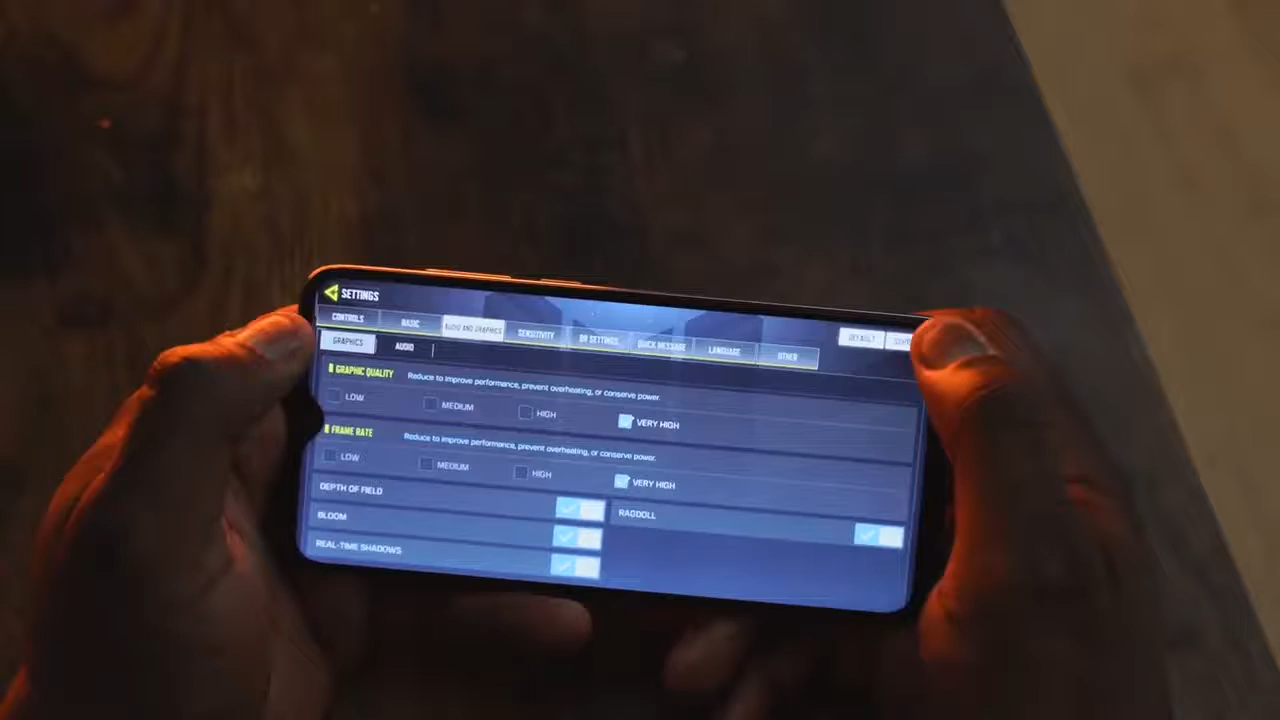 SETTINGS
CONTROLS BASIC AUDIO AND GRAPHICS SENSITIVITY BR SETTINGS QUICK MESSAGE LANGUAGE OTHER DEFAULT
GRAPHICS AUDIO
GRAPHIC QUALITY Reduce to improve performance, prevent overheating, or conserve power.
LOW MEDIUM HIGH VERY HIGH
FRAME RATE Reduce to improve performance, prevent overheating, or conserve power.
LOW MEDIUM HIGH VERY HIGH
DEPTH OF FIELD RAGDOLL
BLOOM
REAL-TIME SHADOWS